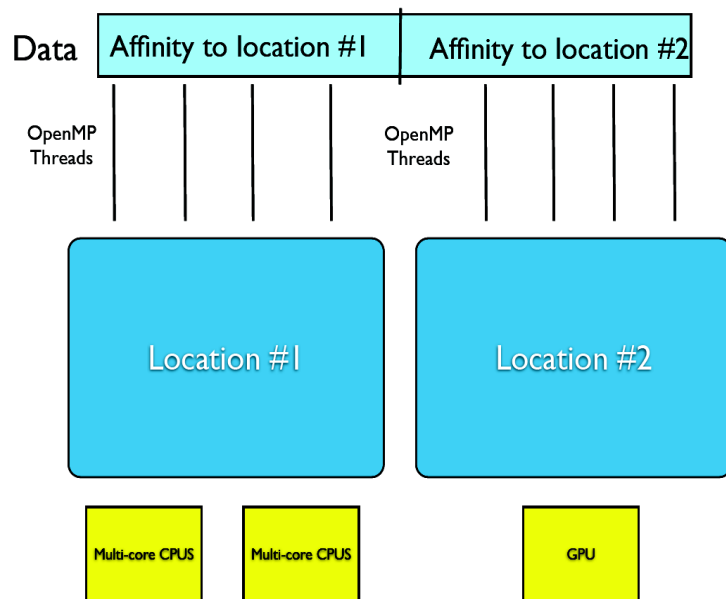 Data
Affinity to location #1
Affinity to location #2
OpenMP
Threads
OpenMP
Threads
Location #1
Location #2
Multi-core CPUS
Multi-core CPUS
GPU